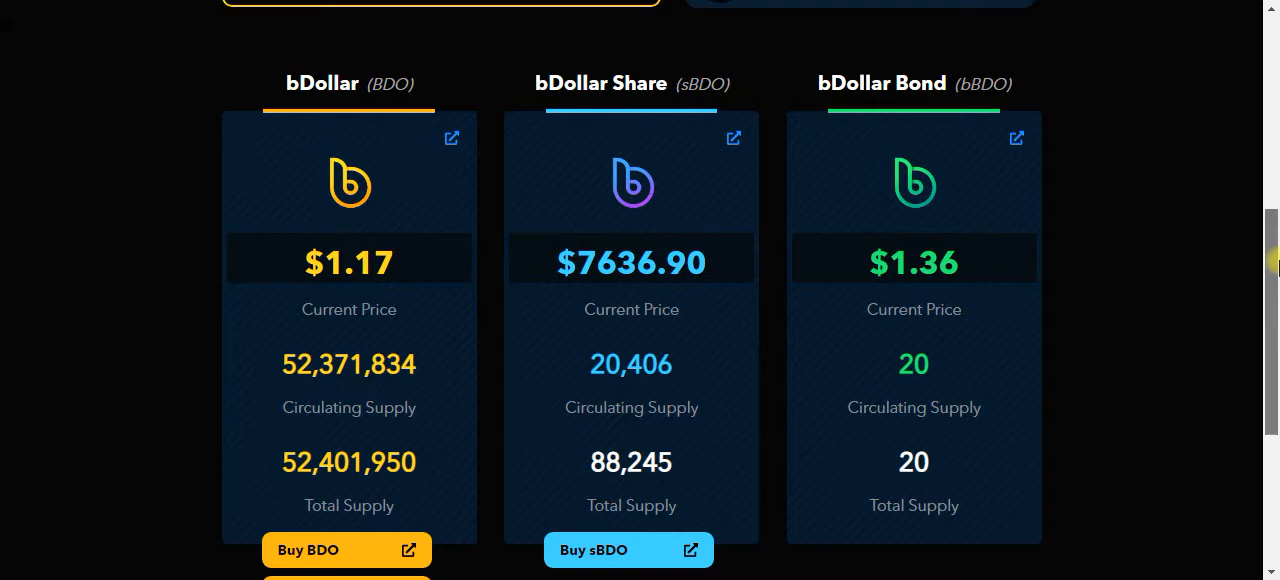 bDollar (BDO)
$1.17
Current Price
52,371,834
Circulating Supply
52,401,950
Total Supply
Buy BDO
bDollar Share (sBDO)
$7636.90
Current Price
20,406
Circulating Supply
88,245
Total Supply
Buy sBDO
bDollar Bond (bBDO)
$1.36
Current Price
20
Circulating Supply
20
Total Supply